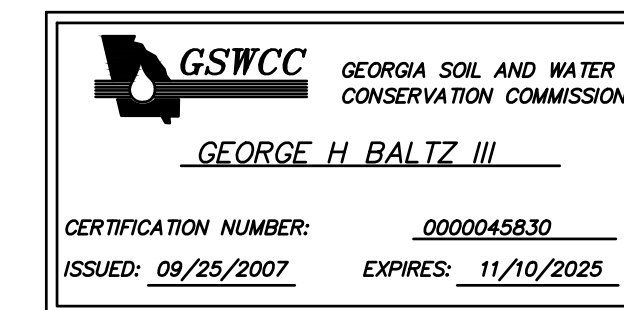 GSWCC
GEORGIA SOIL AND WATER
CONSERVATION COMMISSION
GEORGE H BALTZ III
CERTIFICATION NUMBER: 0000045830
ISSUED: 09/25/2007 EXPIRES: 11/10/2025